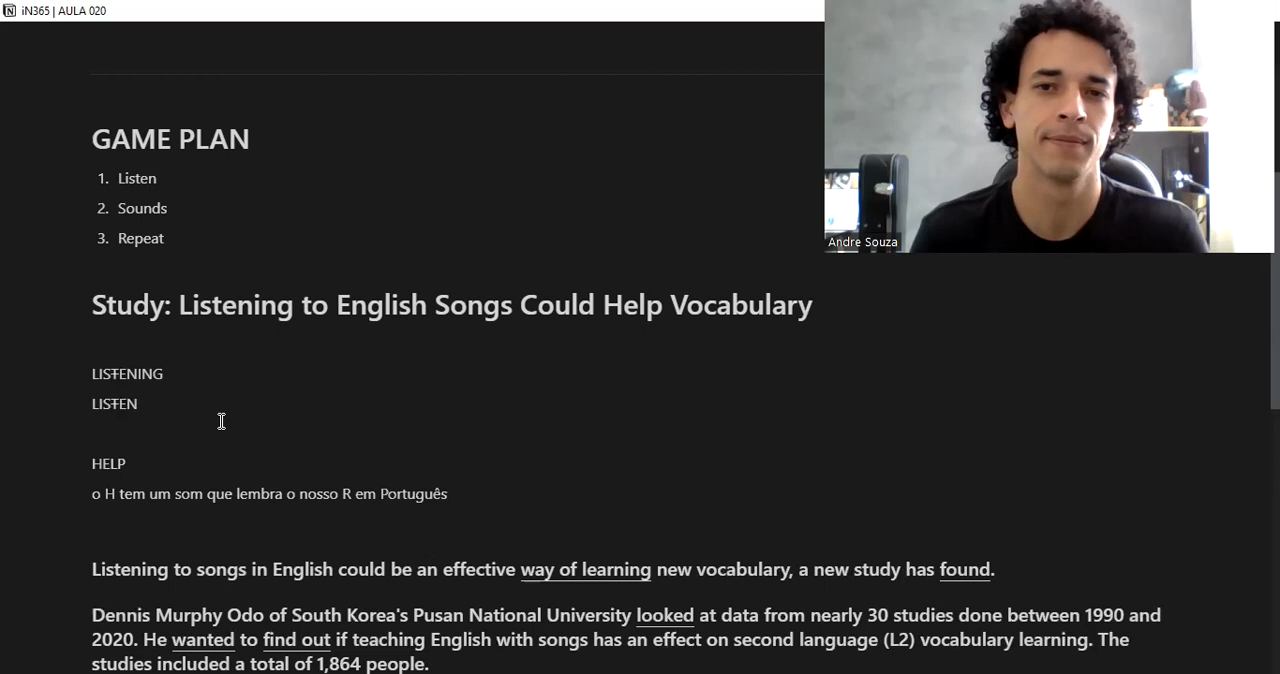 iN365 | AULA 020
Andre Souza
GAME PLAN
1. Listen
2. Sounds
3. Repeat
Study: Listening to English Songs Could Help Vocabulary
LISTENING
LISTEN
HELP
o H tem um som que lembra o nosso R em Português
Listening to songs in English could be an effective way of learning new vocabulary, a new study has found.
Dennis Murphy Odo of South Korea's Pusan National University looked at data from nearly 30 studies done between 1990 and
2020. He wanted to find out if teaching English with songs has an effect on second language (L2) vocabulary learning. The
studies included a total of 1,864 people.